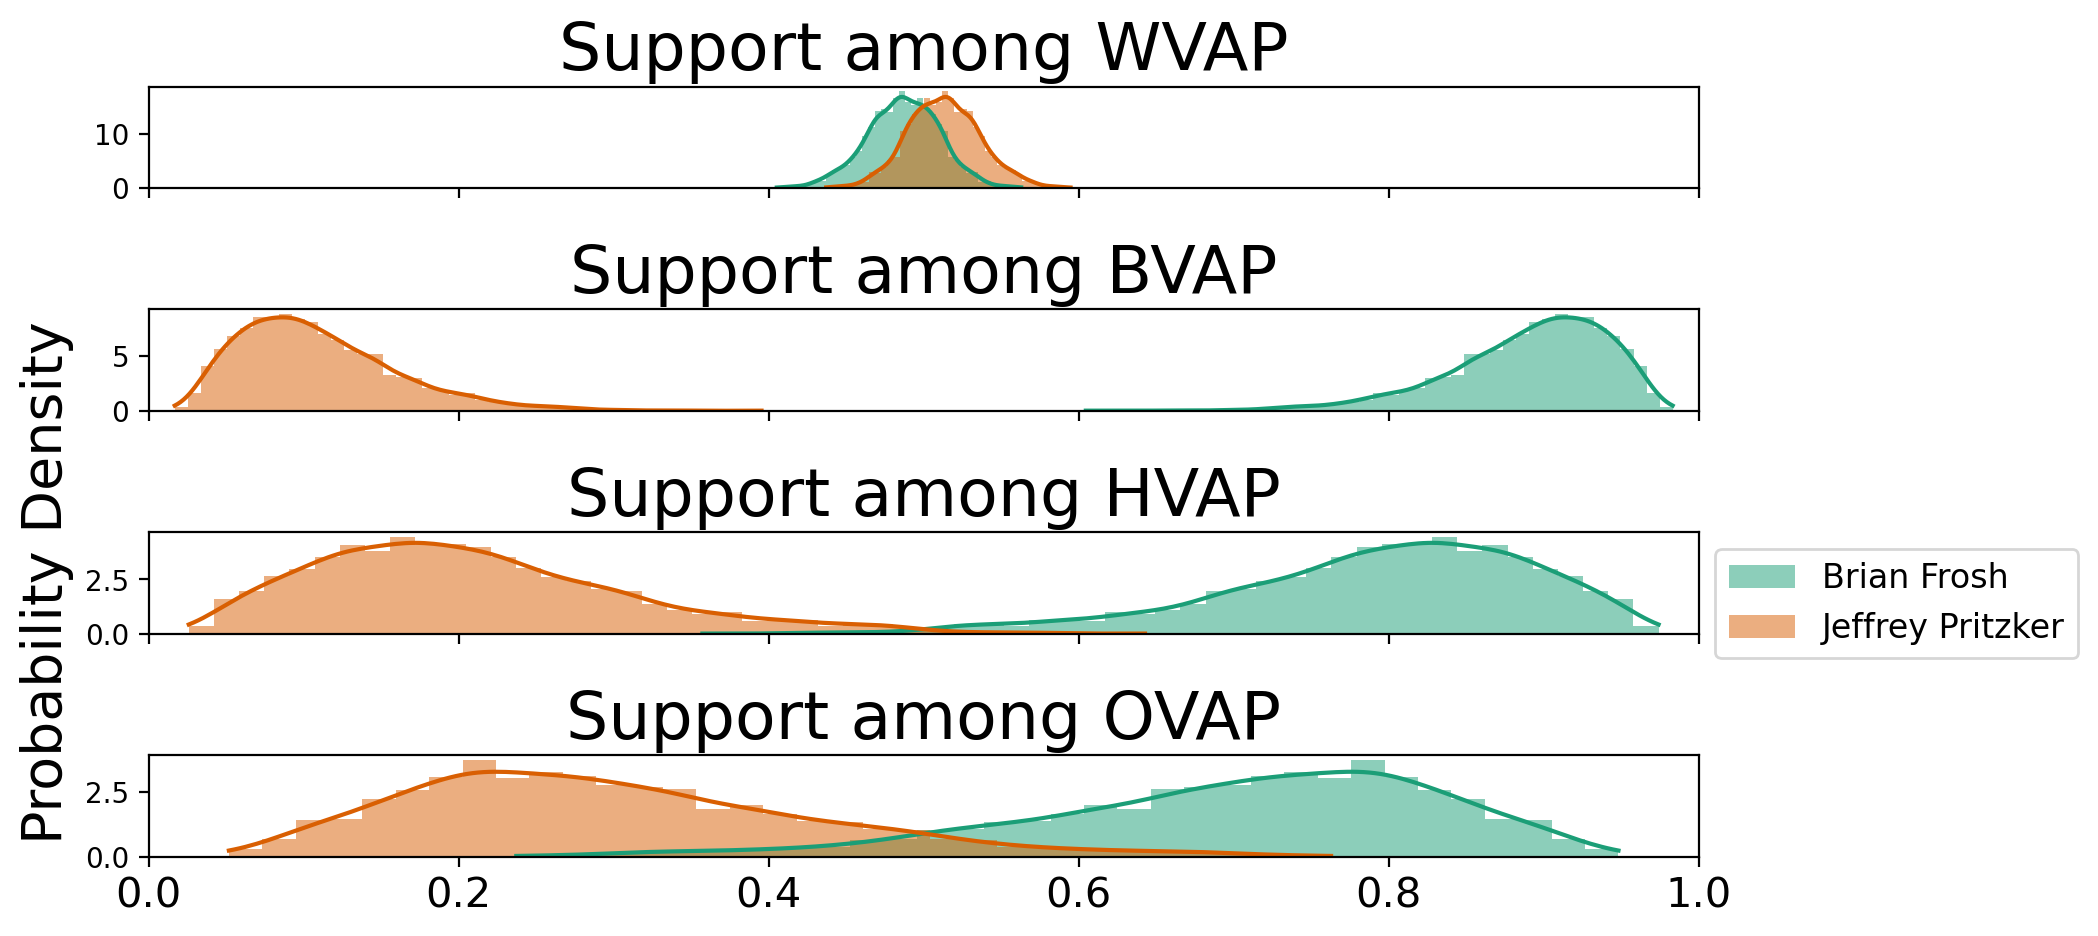 Support among WVAP
10
0
Support among BVAP
5
0
Support among HVAP
2.5
0.0
Support among OVAP
2.5
0.0
0.0 0.2 0.4 0.6 0.8 1.0
Probability Density
Brian Frosh
Jeffrey Pritzker